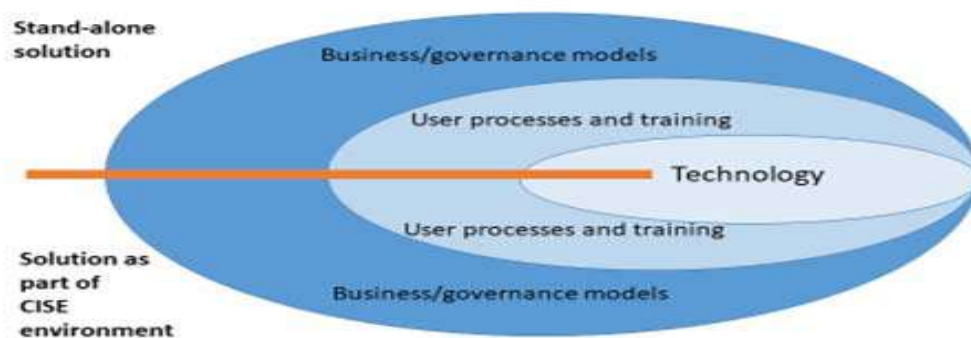 Stand-alone
solution
Business/governance models
User processes and training
Technology
User processes and training
Solution as
part of
CISE
environment
Business/governance models